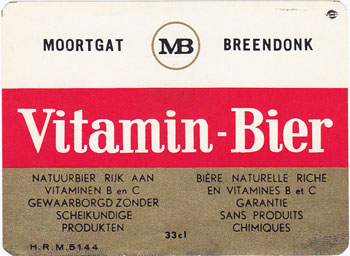 MOORTGAT MB BREENDONK
Vitamin-Bier
NATUURBIER RIJK AAN
VITAMINEN B en C
GEWAARBORGD ZONDER
SCHEIKUNDIGE
PRODUKTEN
BIÈRE NATURELLE RICHE
EN VITAMINES B et C
GARANTIE
SANS PRODUITS
CHIMIQUES
33cl
H.R.M. 5144